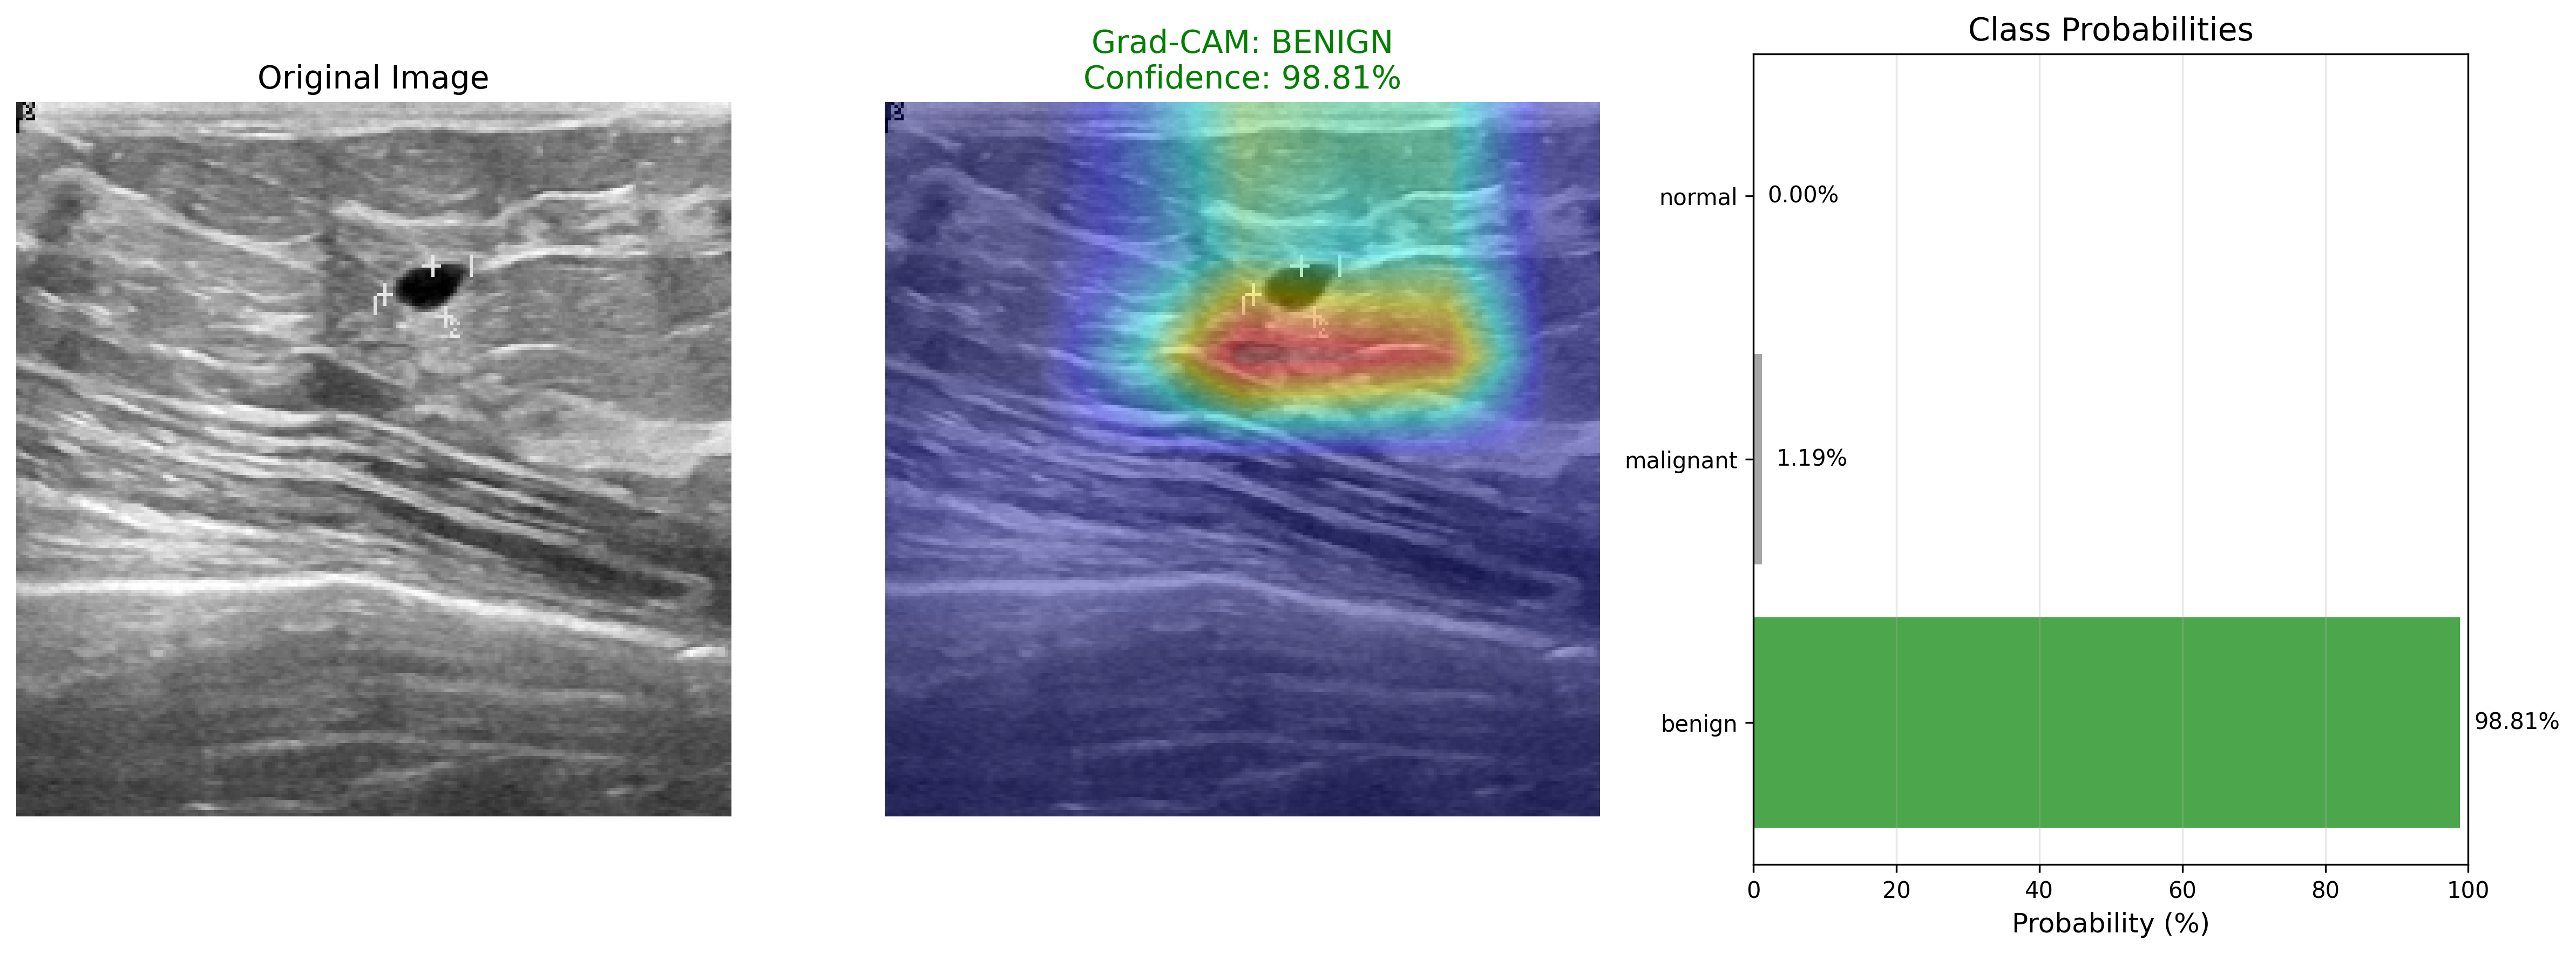 Original Image
Grad-CAM: BENIGN
Confidence: 98.81%
Class Probabilities
normal
0.00%
malignant
1.19%
benign
98.81%
0 20 40 60 80 100
Probability (%)